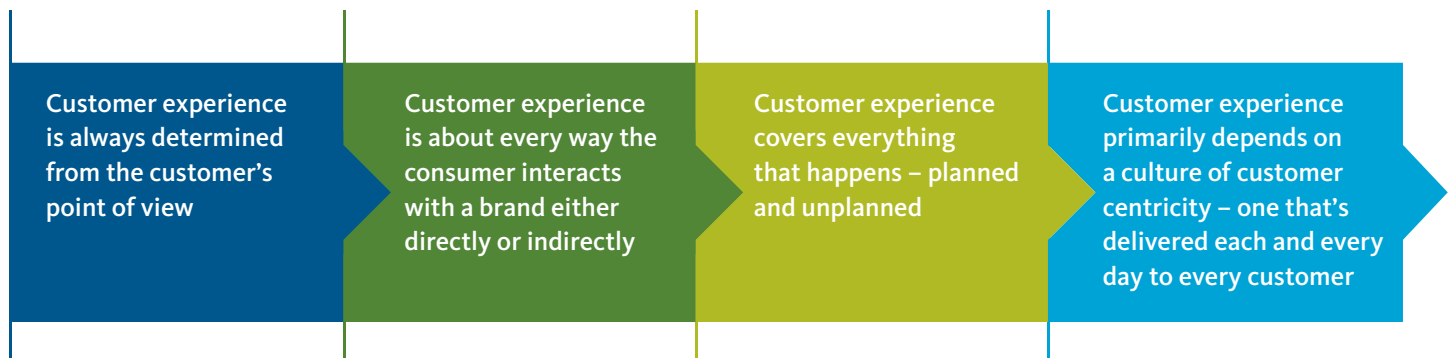 Customer experience
is always determined
from the customer’s
point of view
Customer experience
is about every way the
consumer interacts
with a brand either
directly or indirectly
Customer experience
covers everything
that happens – planned
and unplanned
Customer experience
primarily depends on
a culture of customer
centricity – one that’s
delivered each and every
day to every customer